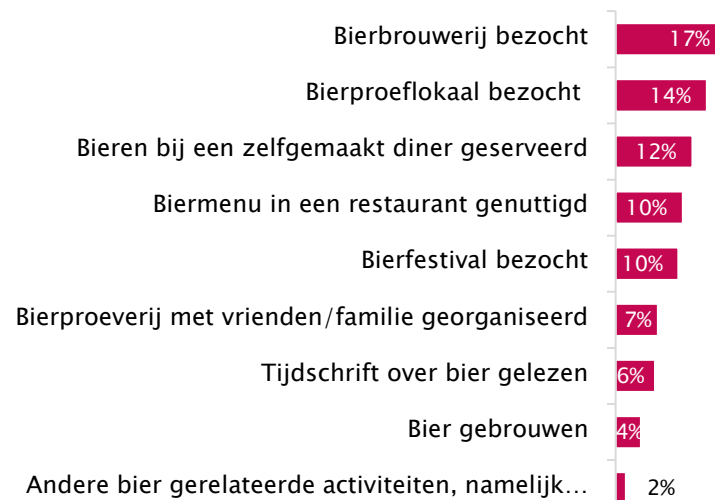 Bierbrouwerij bezocht 17%
Bierproeflokaal bezocht 14%
Bieren bij een zelfgemaakt diner geserveerd 12%
Biermenu in een restaurant genuttigd 10%
Bierfestival bezocht 10%
Bierproeverij met vrienden/familie georganiseerd 7%
Tijdschrift over bier gelezen 6%
Bier gebrouwen 4%
Andere bier gerelateerde activiteiten, namelijk… 2%